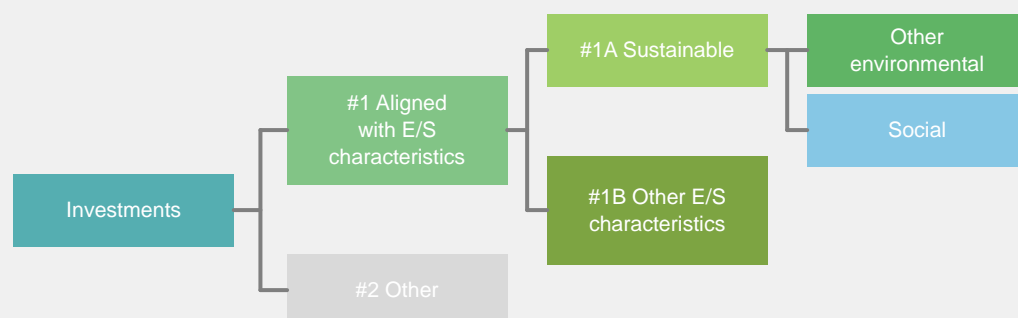 #1A Sustainable
Other
environmental
#1 Aligned
with E/S
characteristics
Social
Investments
#1B Other E/S
characteristics
#2 Other